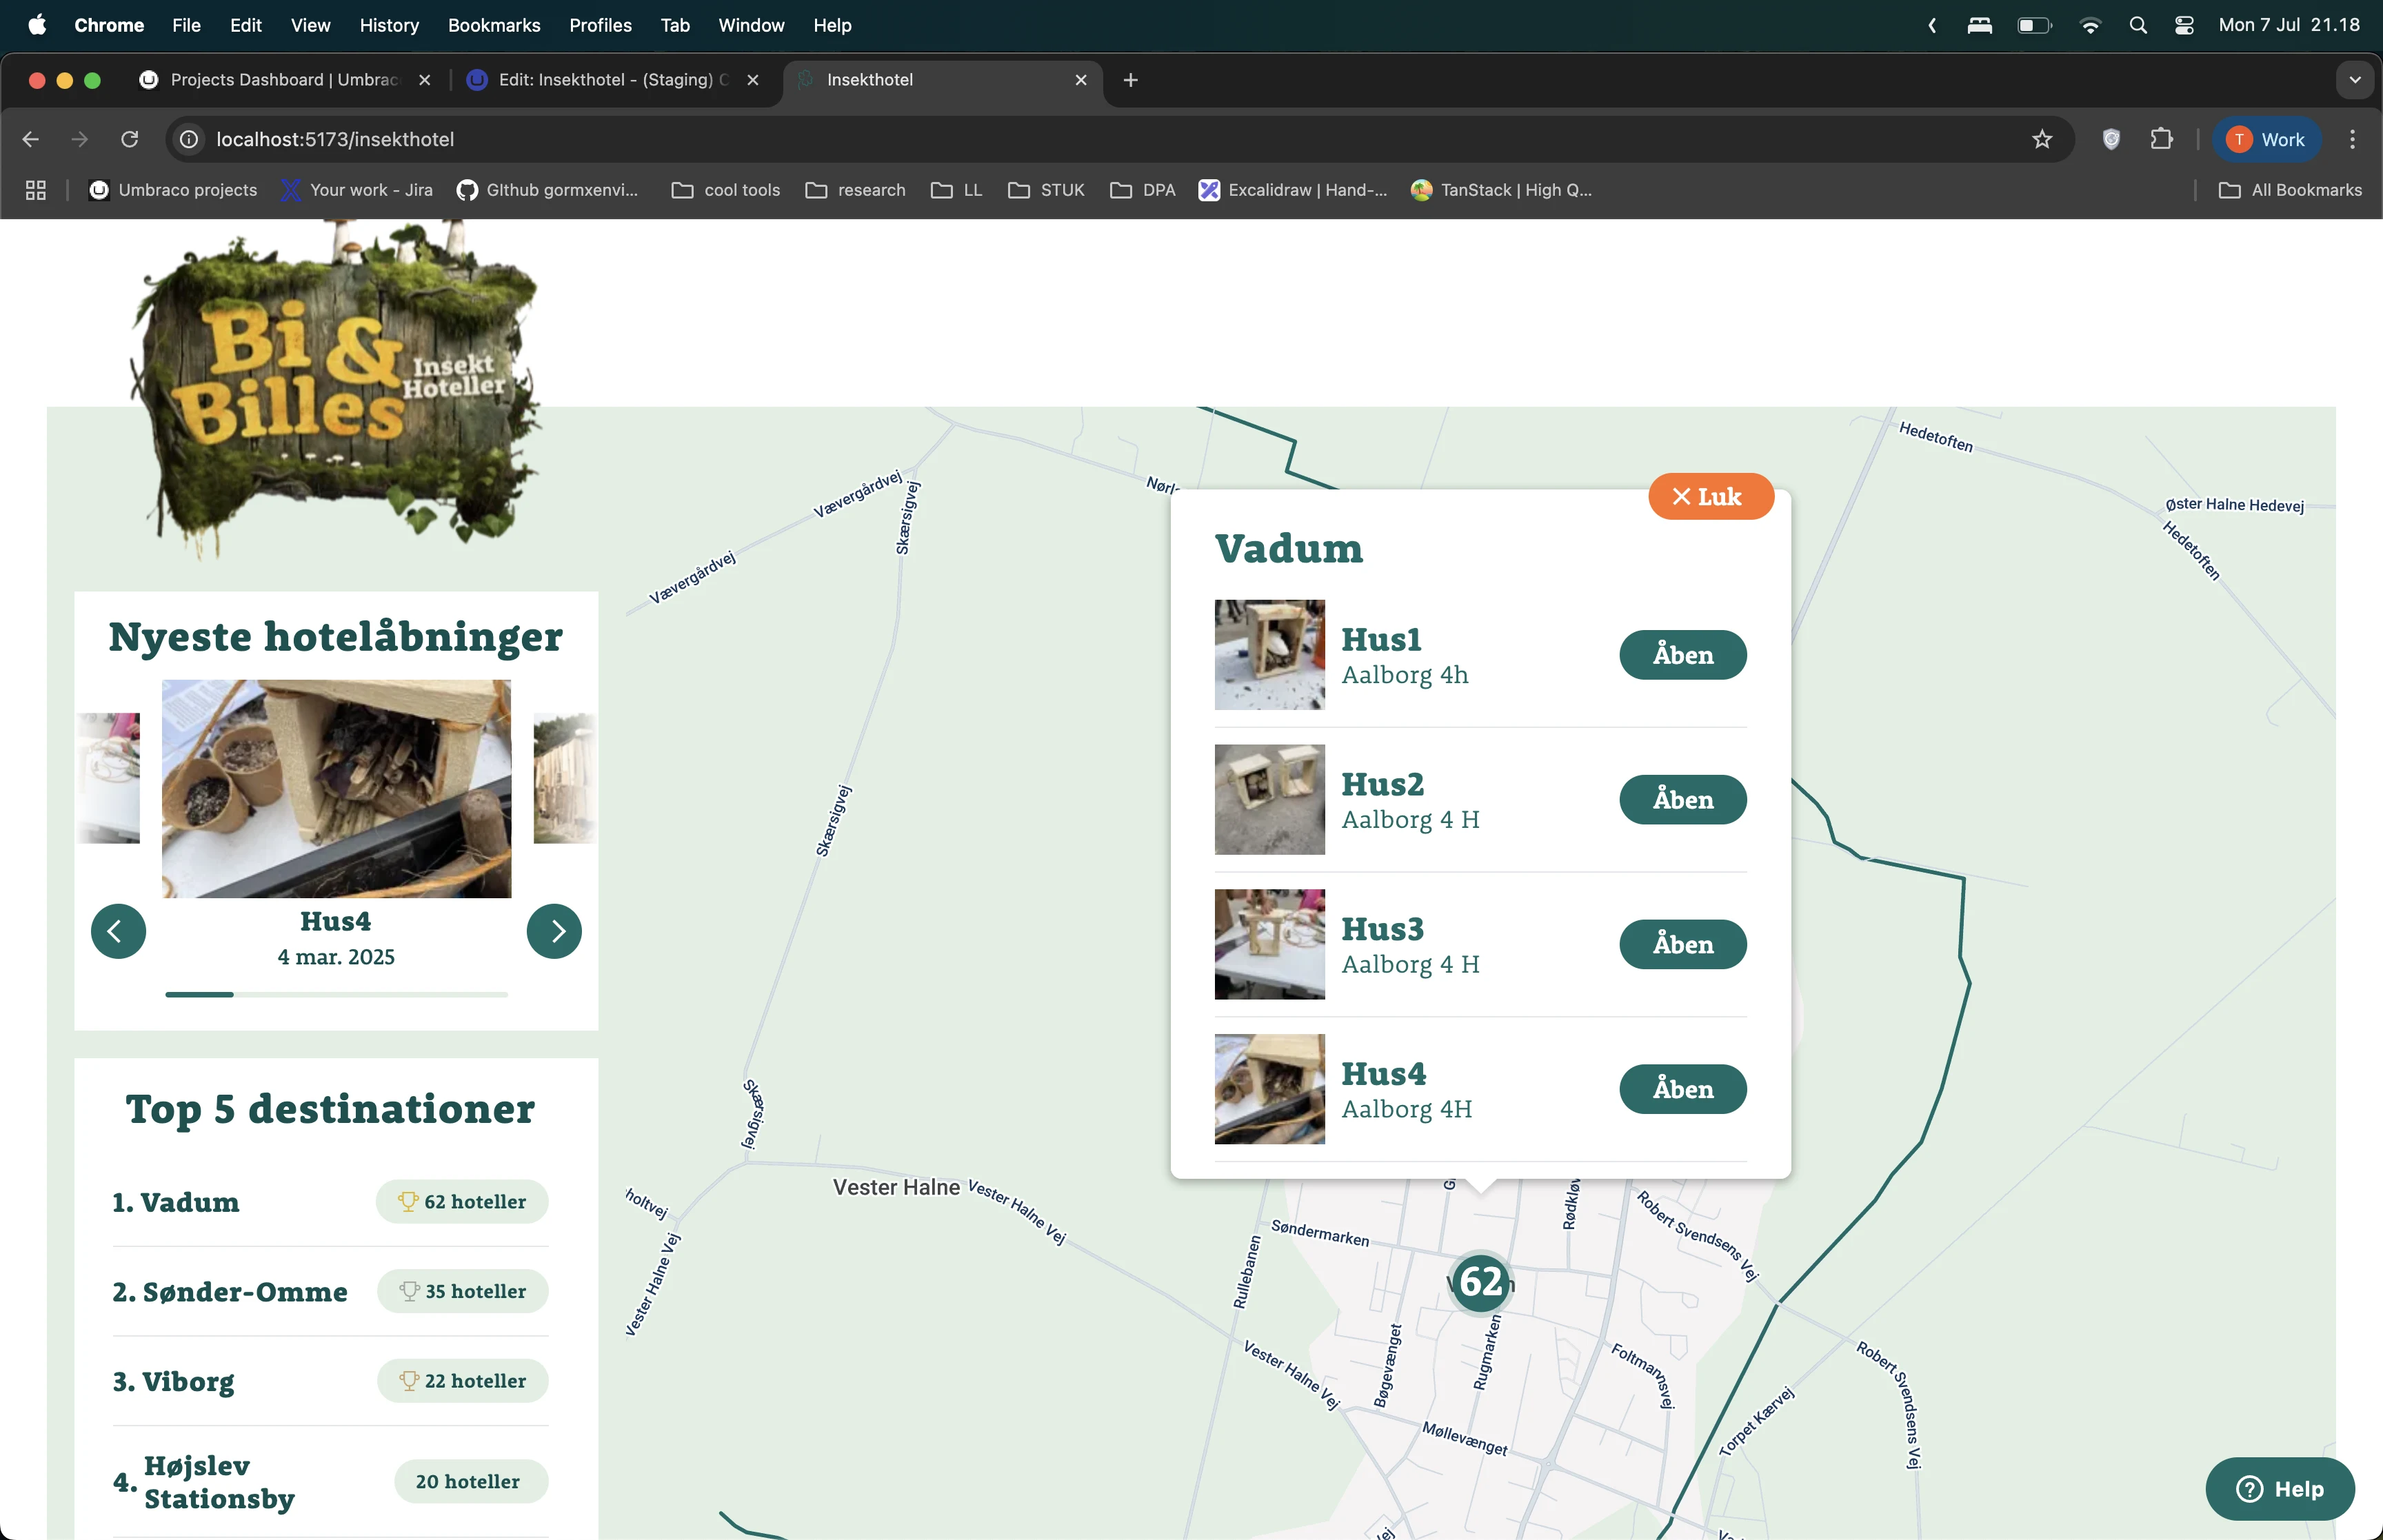 Chrome File Edit View History Bookmarks Profiles Tab Window Help Mon 7 Jul 21.18
Projects Dashboard | Umbrac
Edit: Insekthotel - (Staging) C
Insekthotel
localhost:5173/insekthotel
T Work
Umbraco projects
Your work - Jira
GIthub gormxenvi...
cool tools
research
LL
STUK
DPA
Excalidraw | Hand-...
TanStack | High Q...
All Bookmarks
Bi &
Billes
Insekt
Hoteller
Nyeste hotelåbninger
Hus4
4 mar. 2025
Top 5 destinationer
1. Vadum
62 hoteller
2. Sønder-Omme
35 hoteller
3. Viborg
22 hoteller
4. Højslev
Stationsby
20 hoteller
Luk
Vadum
Hus1
Aalborg 4h
Åben
Hus2
Aalborg 4 H
Åben
Hus3
Aalborg 4 H
Åben
Hus4
Aalborg 4H
Åben
Hedetoften
Øster Halne Hedevej
Hedetoften
Vævergårdvej
Vævergårdvej
Skærsigvej
Skærsigvej
Skærsigvej
Vester Halne
Vester Halne Vej
holtvej
Vester Halne Vej
Rullebanen
Søndermarken
Robert Svendsens Vej
62
Vester Halne Vej
Bøgevænget
Rugmarken
Foltmannsvej
Møllevænget
Torpet Kærvej
Robert Svendsens Vej
Help